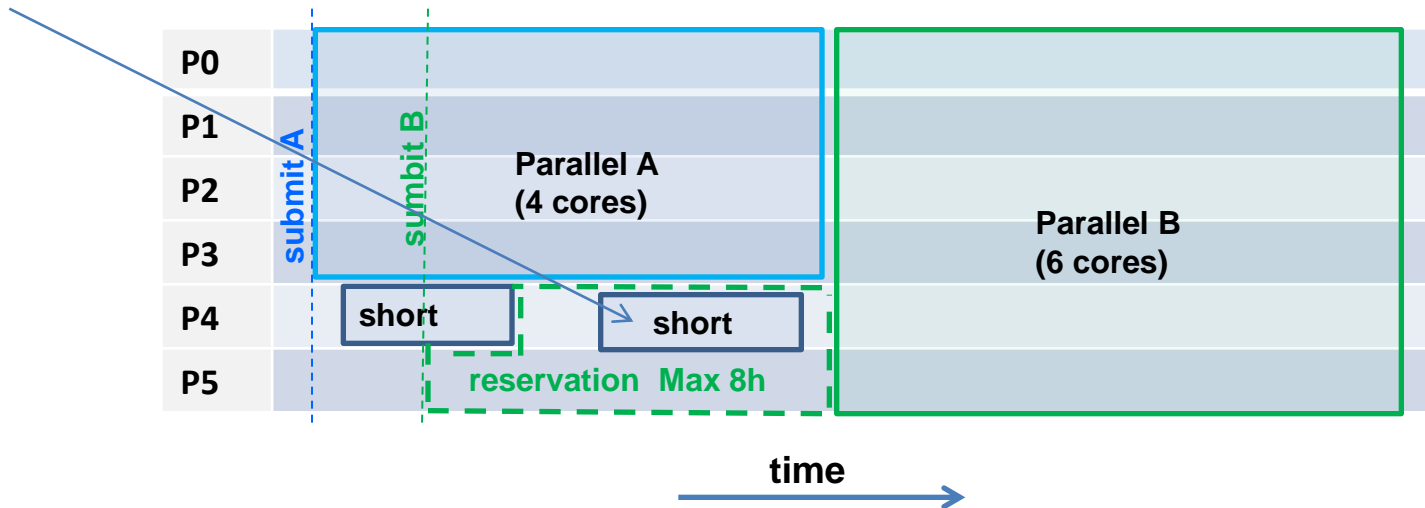 P0
P1
P2
P3
P4
P5
submit A
sumbit B
Parallel A
(4 cores)
Parallel B
(6 cores)
short
short
reservation Max 8h
time